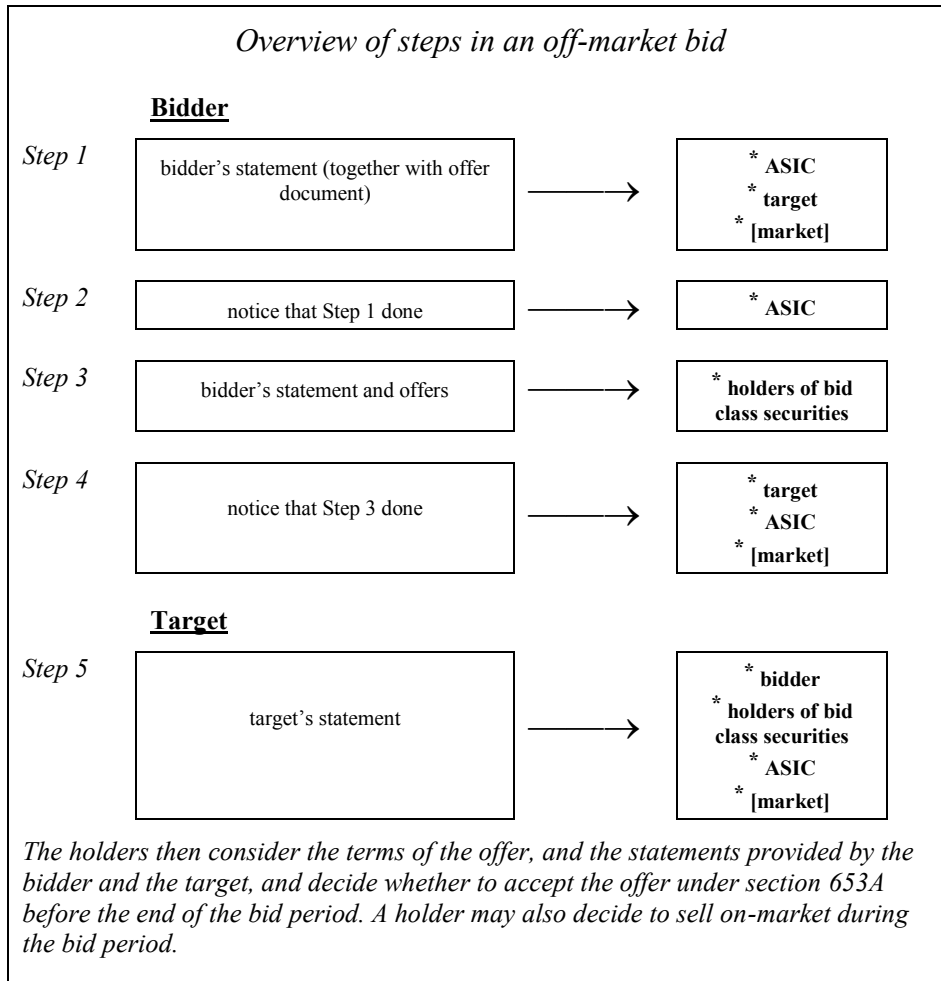 Overview of steps in an off-market bid
Bidder
Step 1
bidder’s statement (together with offer
document)
* ASIC
* target
* [market]
Step 2
notice that Step 1 done
* ASIC
Step 3
bidder’s statement and offers
* holders of bid
class securities
Step 4
notice that Step 3 done
* target
* ASIC
* [market]
Target
Step 5
target’s statement
* bidder
* holders of bid
class securities
* ASIC
* [market]
The holders then consider the terms of the offer, and the statements provided by the
bidder and the target, and decide whether to accept the offer under section 653A
before the end of the bid period. A holder may also decide to sell on-market during
the bid period.